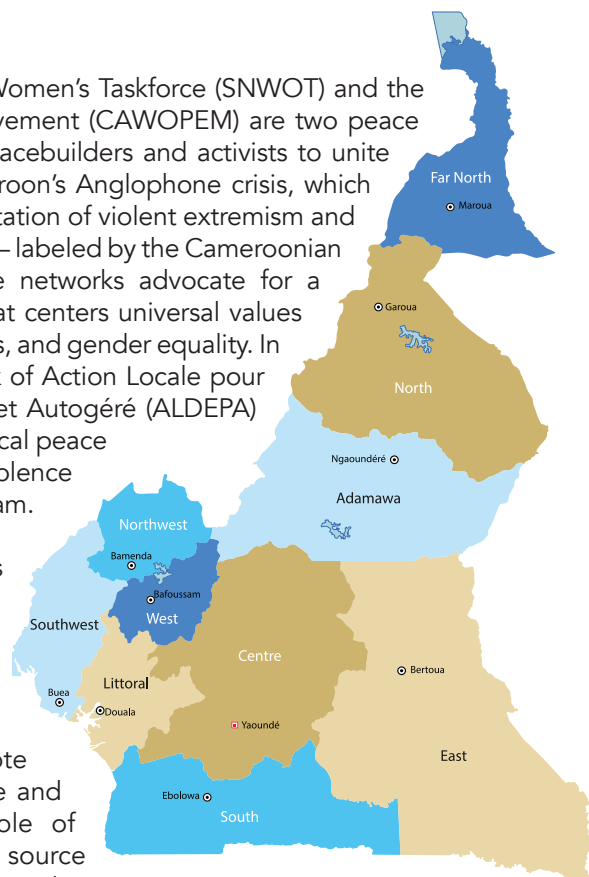 Women’s Taskforce (SNWOT) and the
vement (CAWOPEM) are two peace
acebuilders and activists to unite
roon’s Anglophone crisis, which
tation of violent extremism and
– labeled by the Cameroonian
e networks advocate for a
at centers universal values
s, and gender equality. In
k of Action Locale pour
et Autogéré (ALDEPA)
cal peace
olence
am.
s
ote
e and
ole of
source
Far North
Maroua
Garoua
North
Ngaoundéré
Adamawa
Northwest
Bamenda
Bafoussam
West
Southwest
Centre
Bertoua
Littoral
Buea
Douala
Yaoundé
East
Ebolowa
South